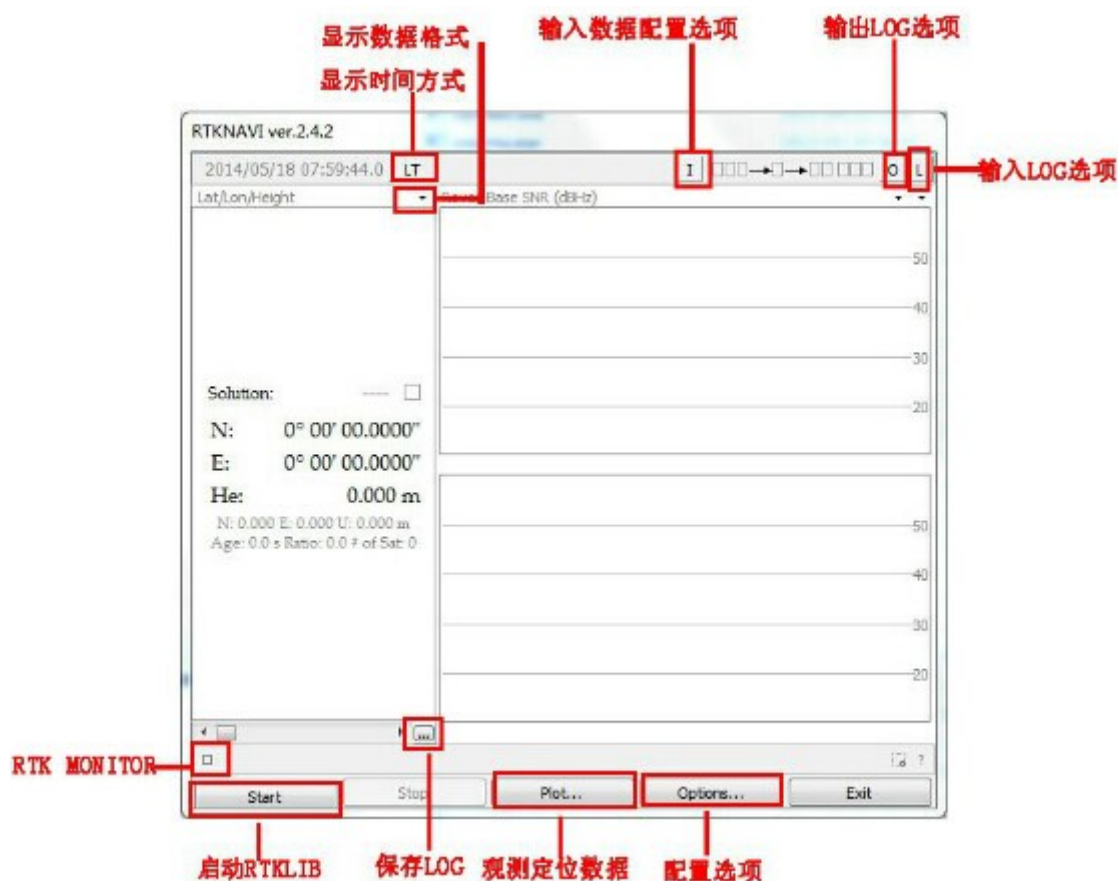 显示数据格式
输入数据配置选项
输出LOG选项
显示时间方式
RTKNAVI ver.2.4.2
2014/05/18 07:59:44.0 LT
I
O L
输入LOG选项
Lat/Lon/Height
Base SNR (dBHz)
50
40
30
20
Solution: ----
N: 0° 00' 00.0000"
E: 0° 00' 00.0000"
He: 0.000 m
N: 0.000 E: 0.000 U: 0.000 m
Age: 0.0 s Ratio: 0.0 # of Sat: 0
50
40
30
20
...
RTK MONITOR
?
Start
Stop
Plot...
Options...
Exit
启动RTKLIB
保存LOG
观测定位数据
配置选项